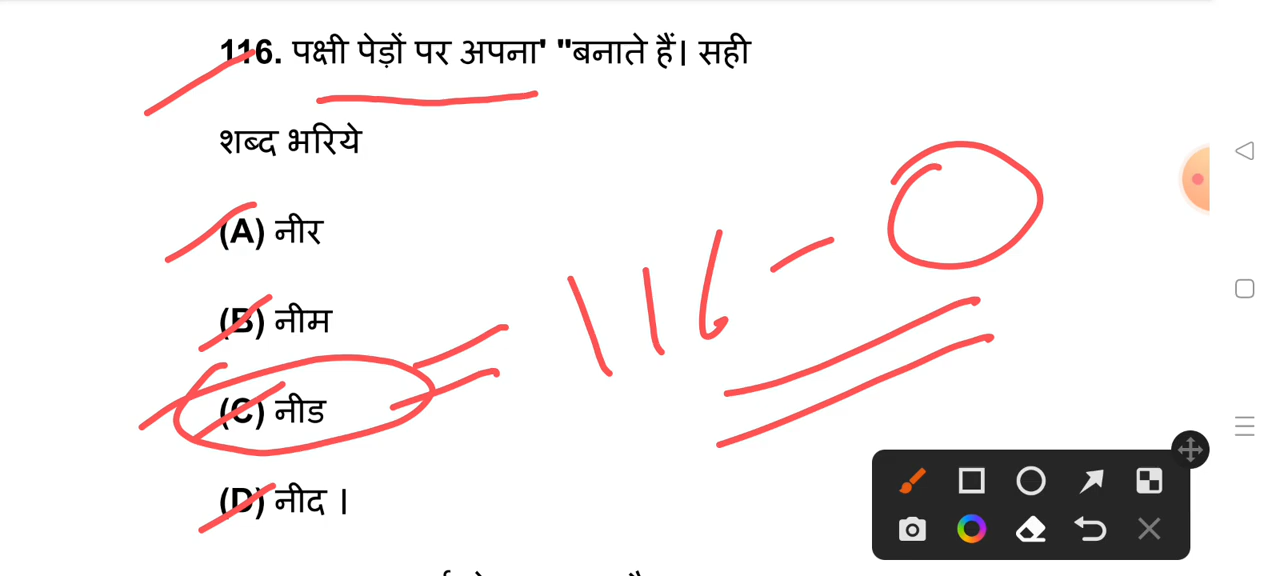 116. पक्षी पेड़ों पर अपना' "बनाते हैं। सही
शब्द भरिये
(A) नीर
(B) नीम
116 -
(C) नीड
(D) नीद ।